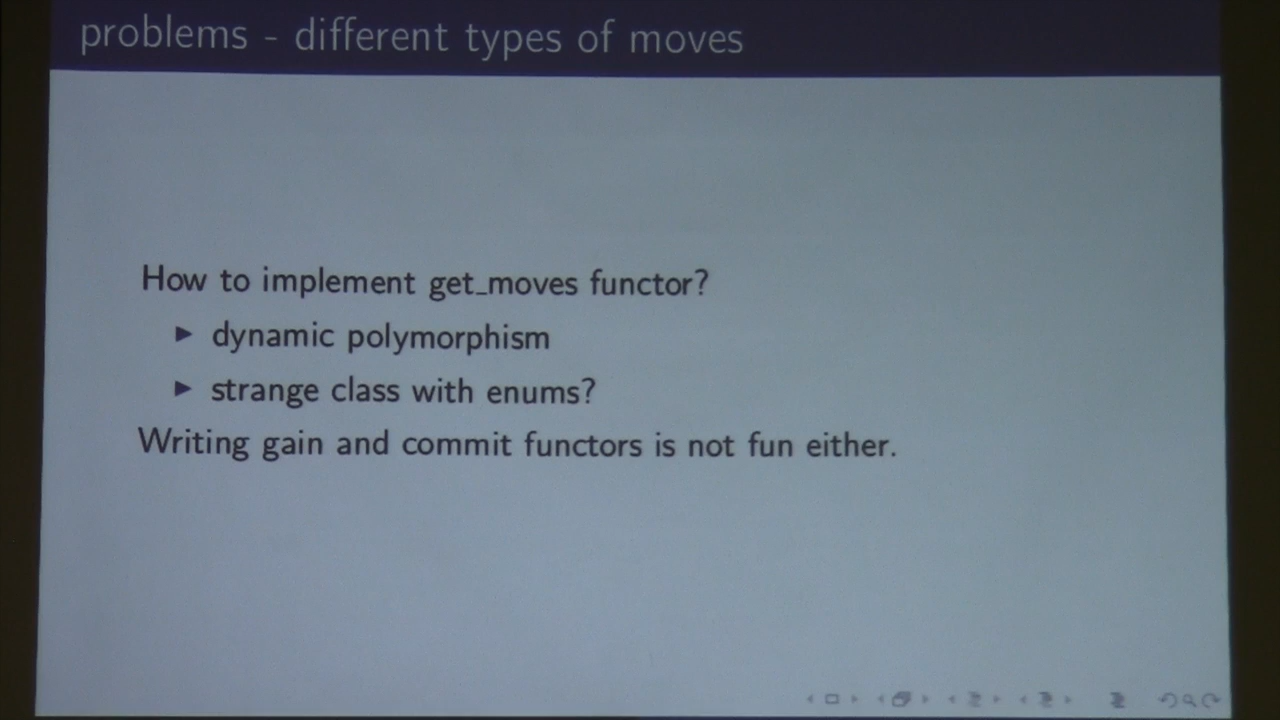 problems - different types of moves
How to implement get_moves functor?
dynamic polymorphism
strange class with enums?
Writing gain and commit functors is not fun either.